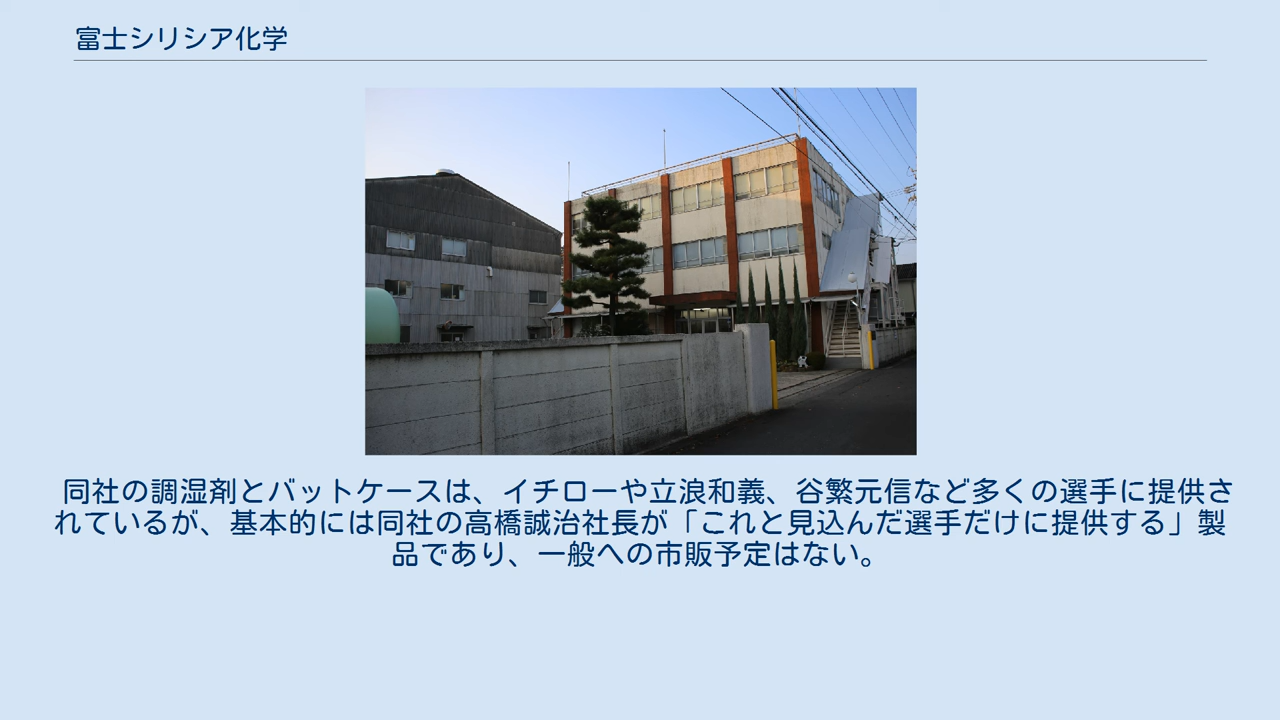 富士シリシア化学
同社の調湿剤とバットケースは、イチローや立浪和義、谷繁元信など多くの選手に提供さ
れているが、基本的には同社の高橋誠治社長が「これと見込んだ選手だけに提供する」製
品であり、一般への市販予定はない。